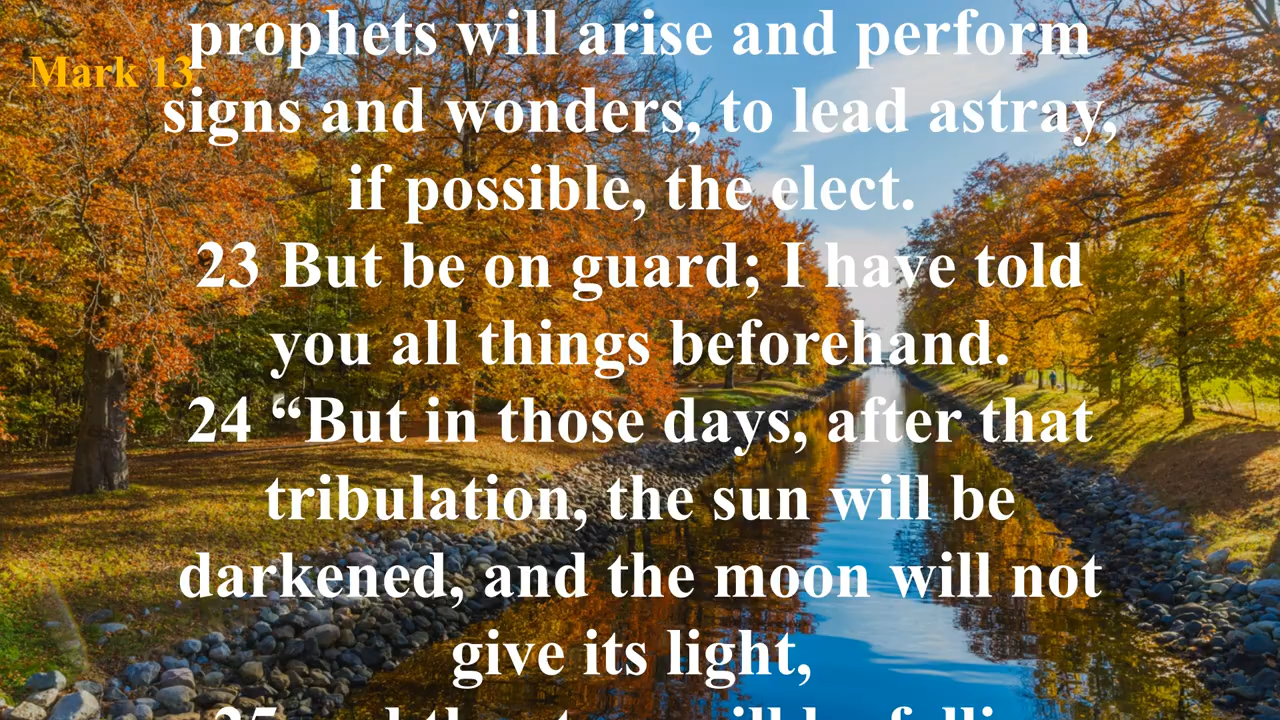 prophets will arise and perform
Mark 13
signs and wonders, to lead astray,
if possible, the elect.
23 But be on guard; I have told
you all things beforehand.
24 “But in those days, after that
tribulation, the sun will be
darkened, and the moon will not
give its light,